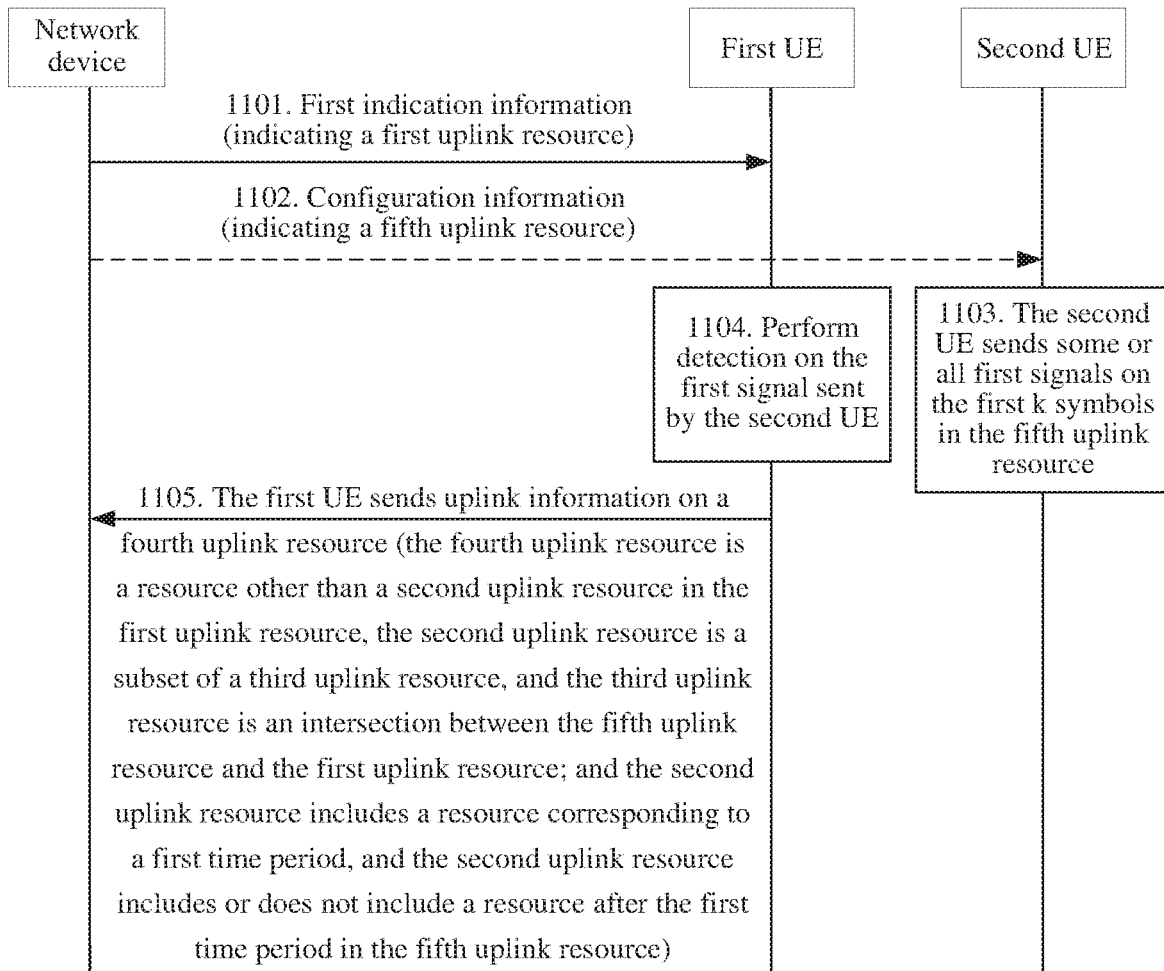 Network
device
First UE
Second UE
1101. First indication information
(indicating a first uplink resource)
1102. Configuration information
(indicating a fifth uplink resource)
1104. Perform
detection on the
first signal sent
by the second UE
1103. The second
UE sends some or
all first signals on
the first k symbols
in the fifth uplink
resource
1105. The first UE sends uplink information on a
fourth uplink resource (the fourth uplink resource is
a resource other than a second uplink resource in the
first uplink resource, the second uplink resource is a
subset of a third uplink resource, and the third uplink
resource is an intersection between the fifth uplink
resource and the first uplink resource; and the second
uplink resource includes a resource corresponding to
a first time period, and the second uplink resource
includes or does not include a resource after the first
time period in the fifth uplink resource)